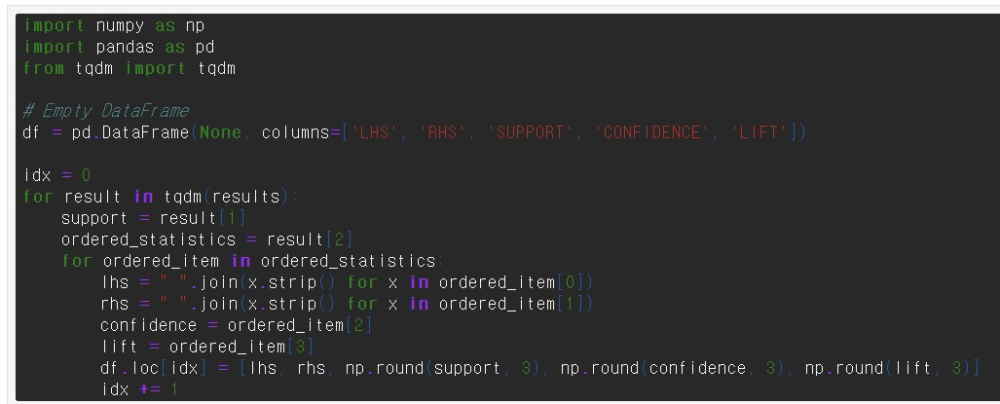 import numpy as np
import pandas as pd
from tqdm import tqdm

# Empty DataFrame
df = pd.DataFrame(None, columns=['LHS', 'RHS', 'SUPPORT', 'CONFIDENCE', 'LIFT'])

idx = 0
for result in tqdm(results):
    support = result[1]
    ordered_statistics = result[2]
    for ordered_item in ordered_statistics:
        lhs = " ".join(x.strip() for x in ordered_item[0])
        rhs = " ".join(x.strip() for x in ordered_item[1])
        confidence = ordered_item[2]
        lift = ordered_item[3]
        df.loc[idx] = [lhs, rhs, np.round(support, 3), np.round(confidence, 3), np.round(lift, 3)]
        idx += 1